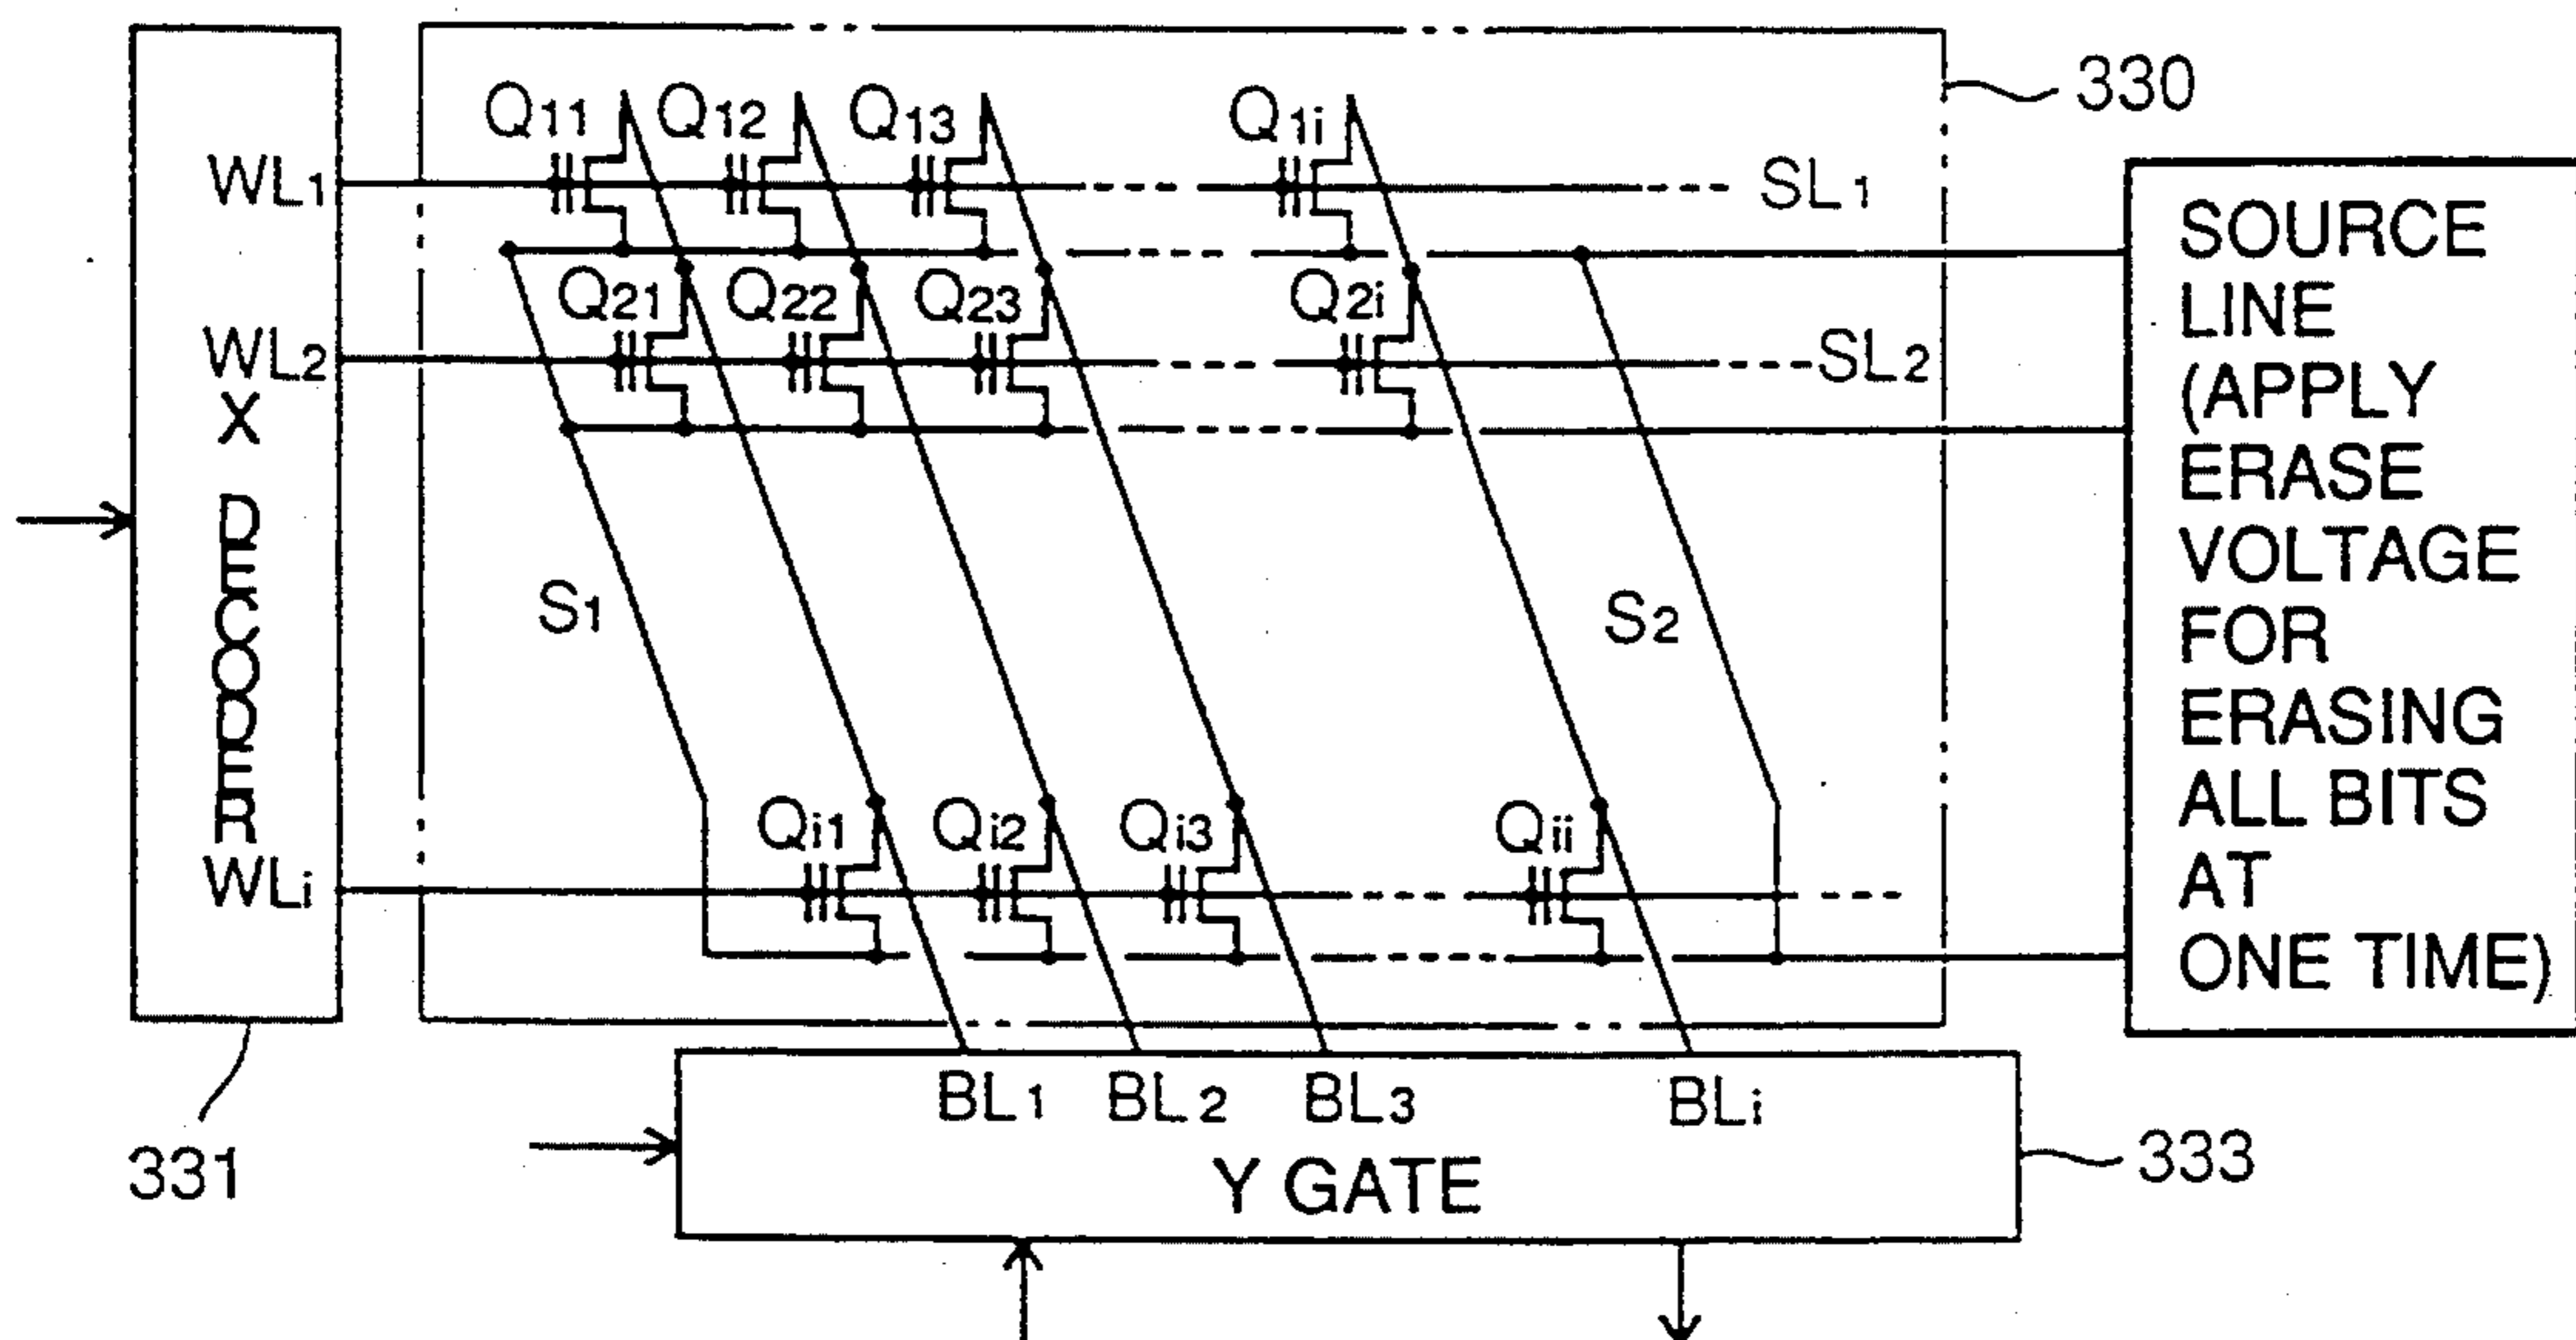 330
Q11 Q12 Q13 Q1i
WL1
SL1
Q21 Q22 Q23 Q2i
WL2
SL2
X DECODER
S1
S2
Qi1 Qi2 Qi3 Qii
WLi
SOURCE
LINE
(APPLY
ERASE
VOLTAGE
FOR
ERASING
ALL BITS
AT
ONE TIME)
BL1 BL2 BL3 BLi
Y GATE
331
333